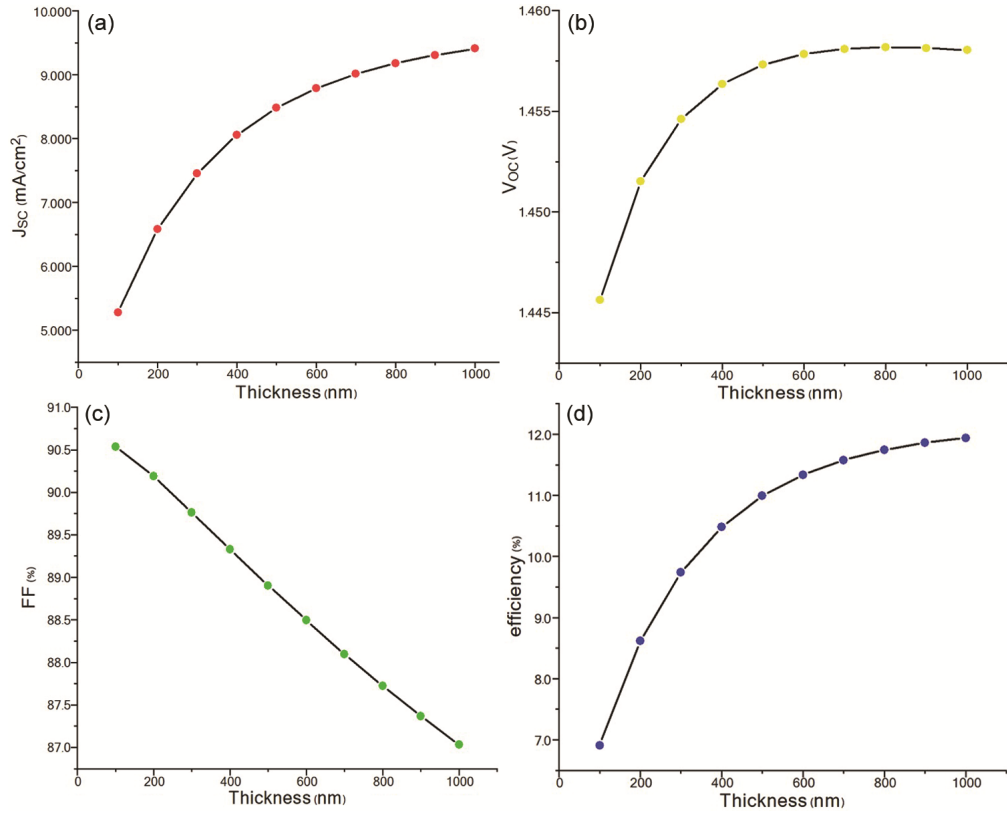 (a)
10.000
9.000
8.000
7.000
6.000
5.000
J_SC (mA/cm²)
0 200 400 600 800 1000
Thickness (nm)
(b)
1.460
1.455
1.450
1.445
V_OC (V)
0 200 400 600 800 1000
Thickness (nm)
(c)
91.0
90.5
90.0
89.5
89.0
88.5
88.0
87.5
87.0
FF (%)
0 200 400 600 800 1000
Thickness (nm)
(d)
12.0
11.0
10.0
9.0
8.0
7.0
efficiency (%)
0 200 400 600 800 1000
Thickness (nm)